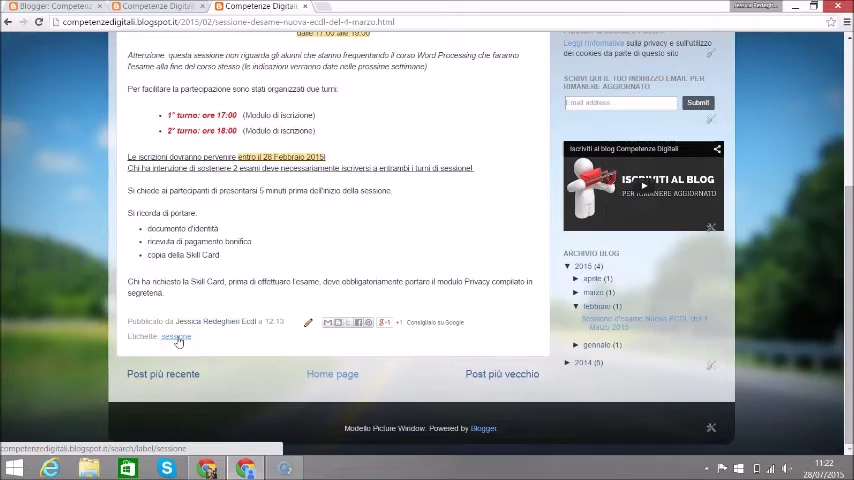 Blogger: Competenze D
Competenze Digitali
Competenze Digitali
Jessica Redeghieri
competenzedigitali.blogspot.it/2015/02/sessione-desame-nuova-ecdl-del-4-marzo.html
dalle 17.00 alle 19.00
Attenzione: questa sessione non riguarda gli alunni che stanno frequentando il corso Word Processing che faranno
l'esame alla fine del corso stesso (le indicazioni verranno date nelle prossime settimane)
Per facilitare la partecipazione sono stati organizzati due turni:
1° turno: ore 17:00 (Modulo di iscrizione)
2° turno: ore 18:00 (Modulo di iscrizione)
Le iscrizioni dovranno pervenire entro il 28 Febbraio 2015!
Chi ha intenzione di sostenere 2 esami deve necessariamente iscriversi a entrambi i turni di sessione!
Si chiede ai partecipanti di presentarsi 5 minuti prima dell'inizio della sessione.
Si ricorda di portare:
documento d'identità
ricevuta di pagamento bonifico
copia della Skill Card
Chi ha richiesto la Skill Card, prima di effettuare l'esame, deve obbligatoriamente portare il modulo Privacy compilato in
segreteria.
Pubblicato da Jessica Redeghieri Ecdl a 12:13
+1 Consiglialo su Google
Etichette: sessione
Post più recente
Home page
Post più vecchio
Leggi l'informativa sulla privacy e sull'utilizzo
dei cookies da parte di questo sito
SCRIVI QUI IL TUO INDIRIZZO EMAIL PER
RIMANERE AGGIORNATO
Email address
Submit
Iscriviti al blog Competenze Digitali
ISCRIVITI AL BLOG
PER RIMANERE AGGIORNATO
ARCHIVIO BLOG
▼ 2015 (4)
► aprile (1)
► marzo (1)
▼ febbraio (1)
Sessione d'esame Nuova ECDL del 4
Marzo 2015
► gennaio (1)
► 2014 (5)
Modello Picture Window. Powered by Blogger.
competenzedigitali.blogspot.it/search/label/sessione
11:22
28/07/2015